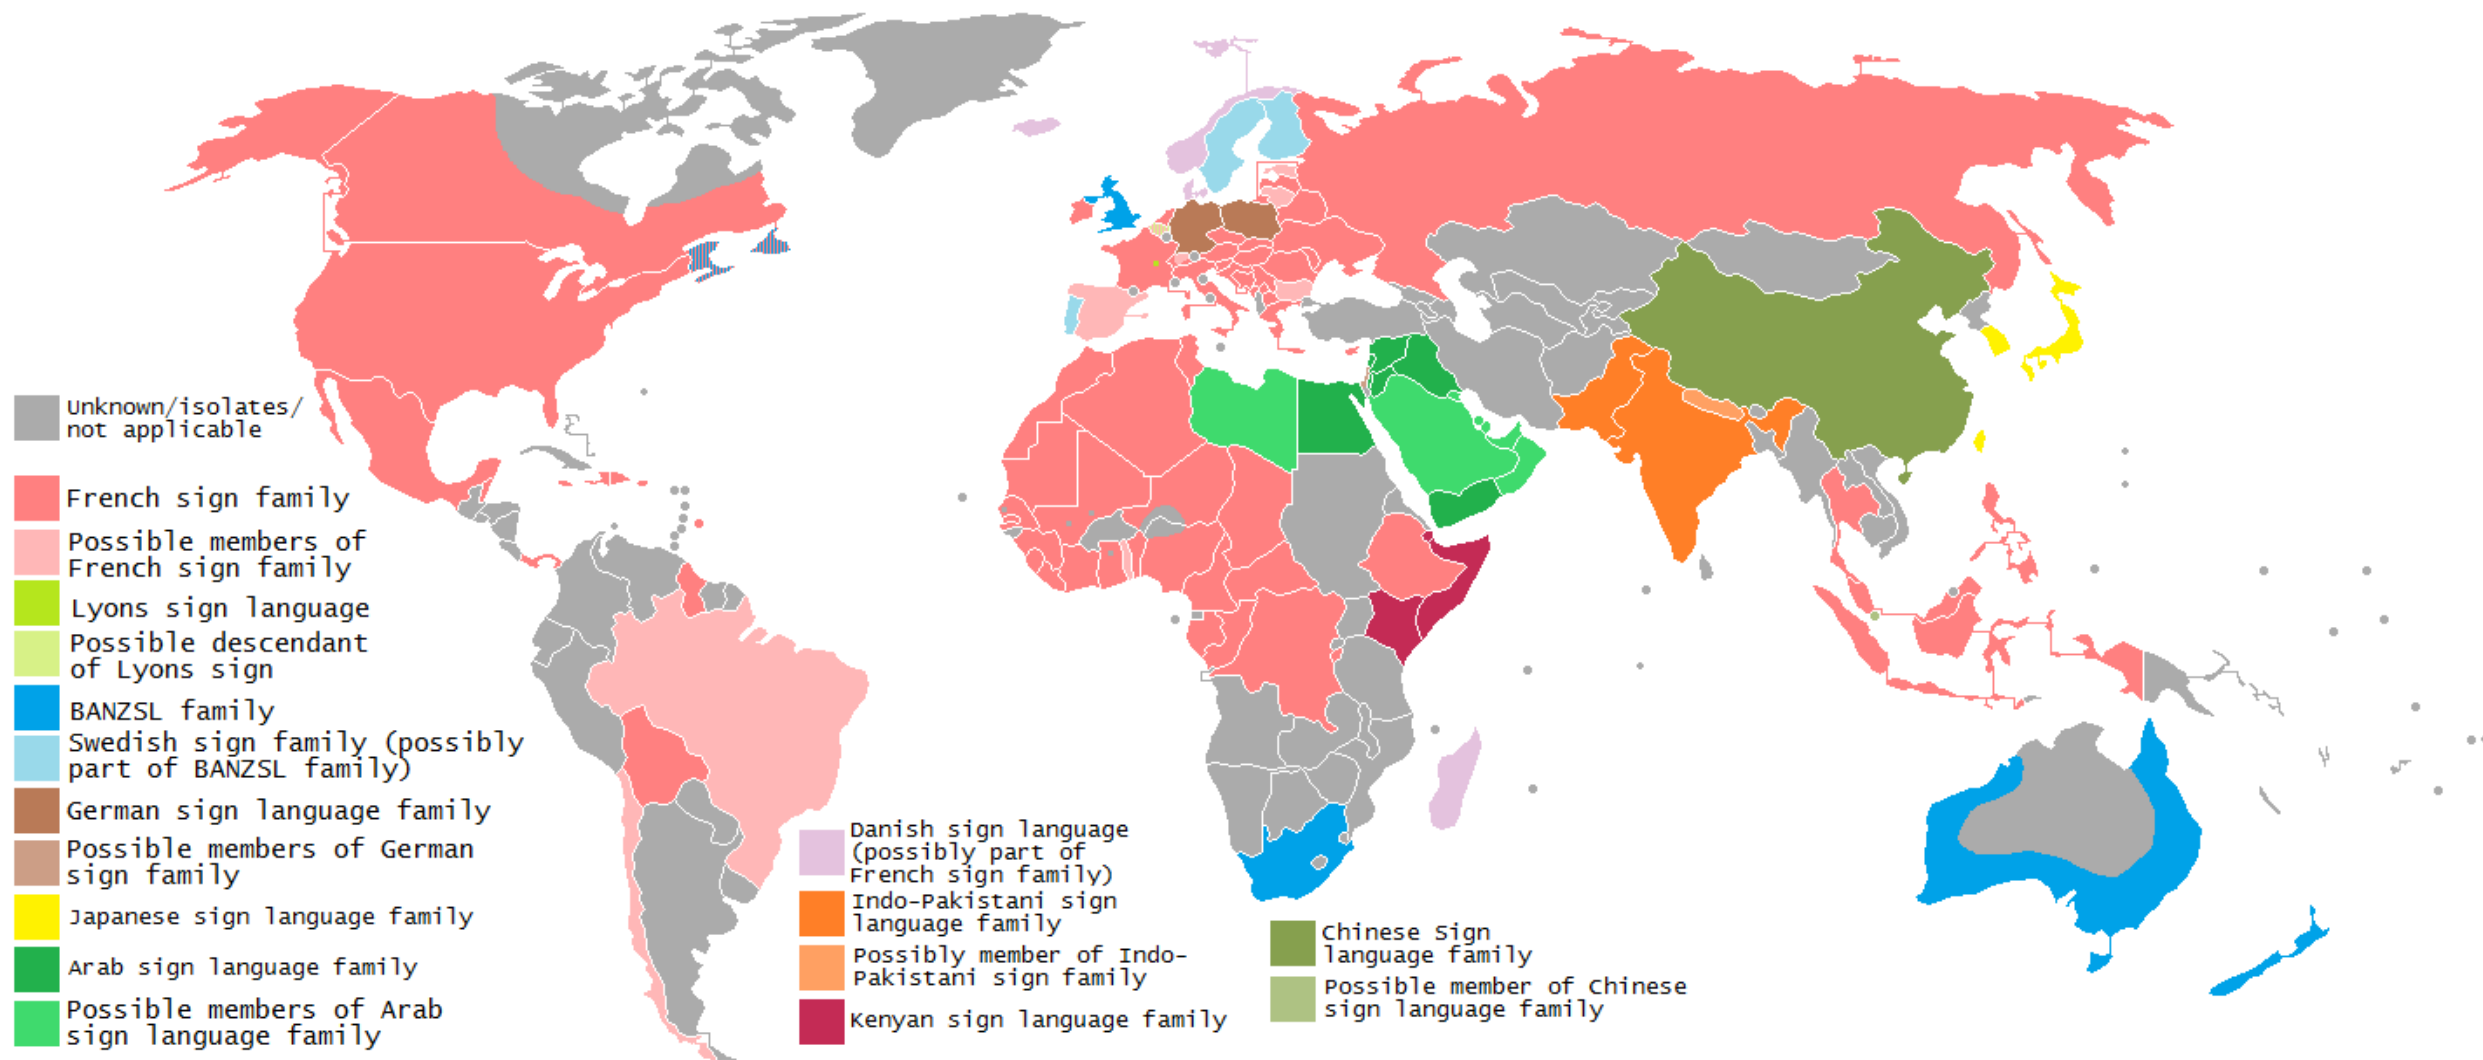 Unknown/isolates/
not applicable
French sign family
Possible members of
French sign family
Lyons sign language
Possible descendant
of Lyons sign
BANZSL family
Swedish sign family (possibly
part of BANZSL family)
German sign language family
Possible members of German
sign family
Japanese sign language family
Arab sign language family
Possible members of Arab
sign language family
Danish sign language
(possibly part of
French sign family)
Indo-Pakistani sign
language family
Possibly member of Indo-
Pakistani sign family
Kenyan sign language family
Chinese Sign
language family
Possible member of Chinese
sign language family